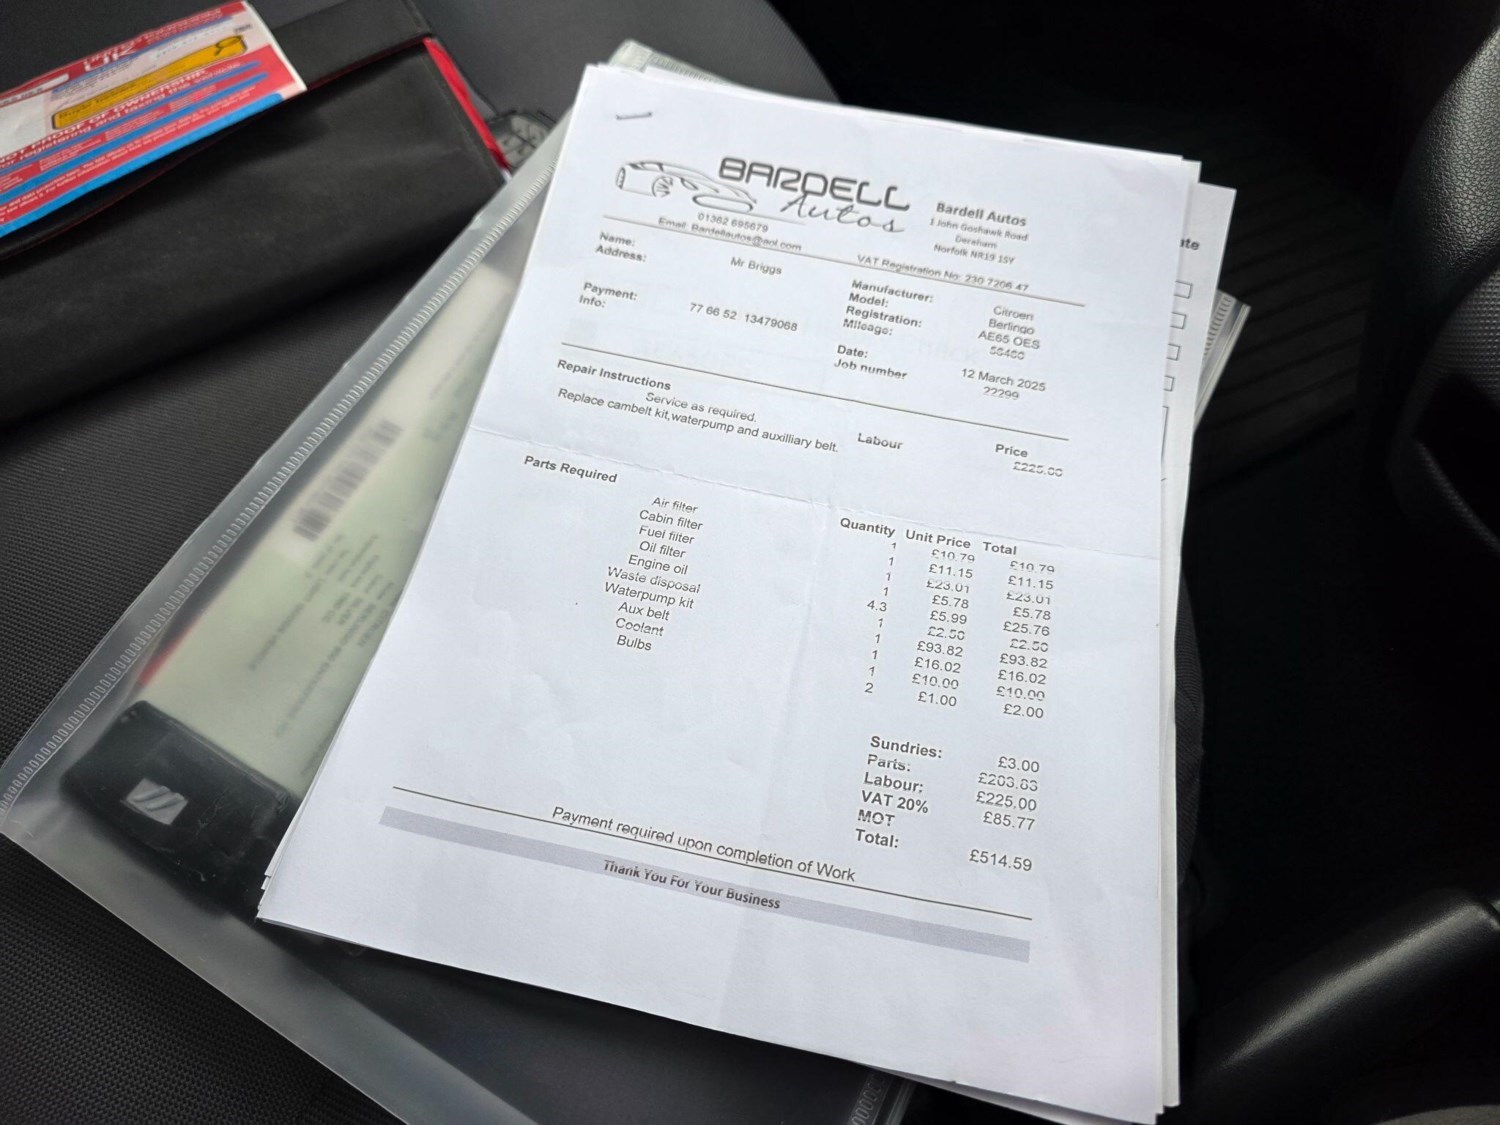 UK
NOT PROOF OF OWNERSHIP
BARDELL
Autos
01362 695679
Email: Bardellautos@aol.com
Bardell Autos
1 John Goshawk Road
Dereham
Norfolk NR19 1SY
VAT Registration No: 230 7206 47
Name: Mr Briggs
Address:
Payment: 77 66 52 13479068
Info:
Manufacturer: Citroen
Model: Berlingo
Registration: AE65 OES
Mileage:
Date: 12 March 2025
Job number 22299
Repair Instructions
Service as required.
Replace cambelt kit,waterpump and auxilliary belt.
Labour Price
£225.00
Parts Required Quantity Unit Price Total
Air filter 1 £10.79 £10.79
Cabin filter 1 £11.15 £11.15
Fuel filter 1 £23.01 £23.01
Oil filter 1 £5.78 £5.78
Engine oil 4.3 £5.99 £25.76
Waste disposal 1 £2.50 £2.50
Waterpump kit 1 £93.82 £93.82
Aux belt 1 £16.02 £16.02
Coolant 1 £10.00 £10.00
Bulbs 2 £1.00 £2.00
Sundries: £3.00
Parts: £203.83
Labour: £225.00
VAT 20% £85.77
MOT
Total: £514.59
Payment required upon completion of Work
Thank You For Your Business